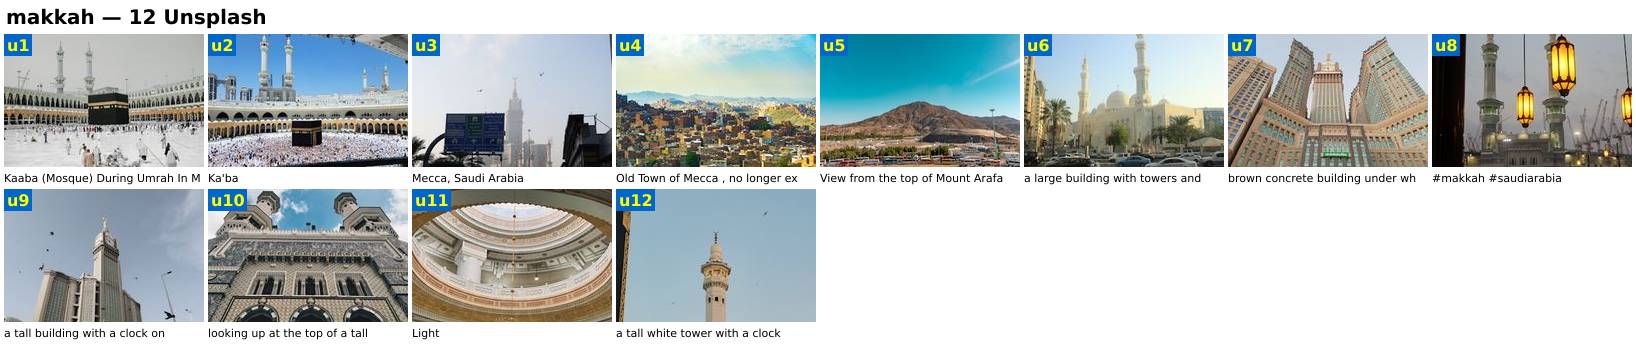 makkah — 12 Unsplash
u1
u2
u3
u4
u5
u6
u7
u8
Kaaba (Mosque) During Umrah In M
Ka'ba
Mecca, Saudi Arabia
Old Town of Mecca , no longer ex
View from the top of Mount Arafa
a large building with towers and
brown concrete building under wh
#makkah #saudiarabia
u9
u10
u11
u12
a tall building with a clock on
looking up at the top of a tall
Light
a tall white tower with a clock